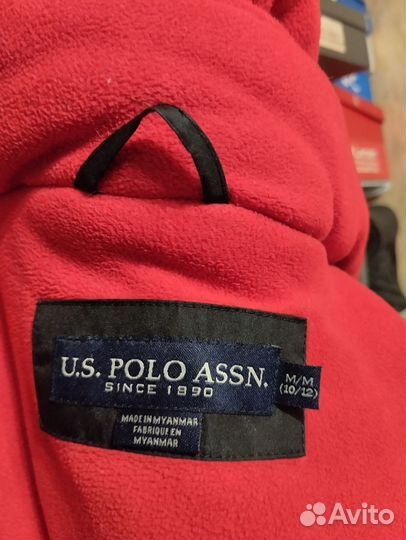 U.S. POLO ASSN.
SINCE 1890
M/M
(10/12)
MADE IN MYANMAR
FABRIQUE EN
MYANMAR
Avito